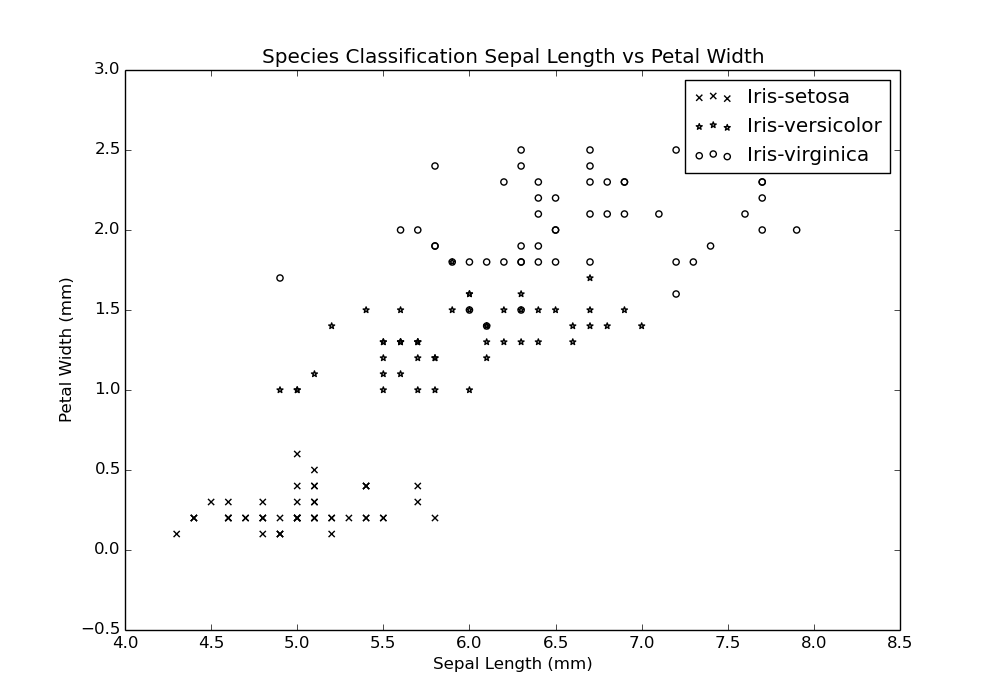 Species Classification Sepal Length vs Petal Width
3.0
2.5
2.0
1.5
1.0
0.5
0.0
−0.5
Petal Width (mm)
Iris-setosa
Iris-versicolor
Iris-virginica
4.0 4.5 5.0 5.5 6.0 6.5 7.0 7.5 8.0 8.5
Sepal Length (mm)